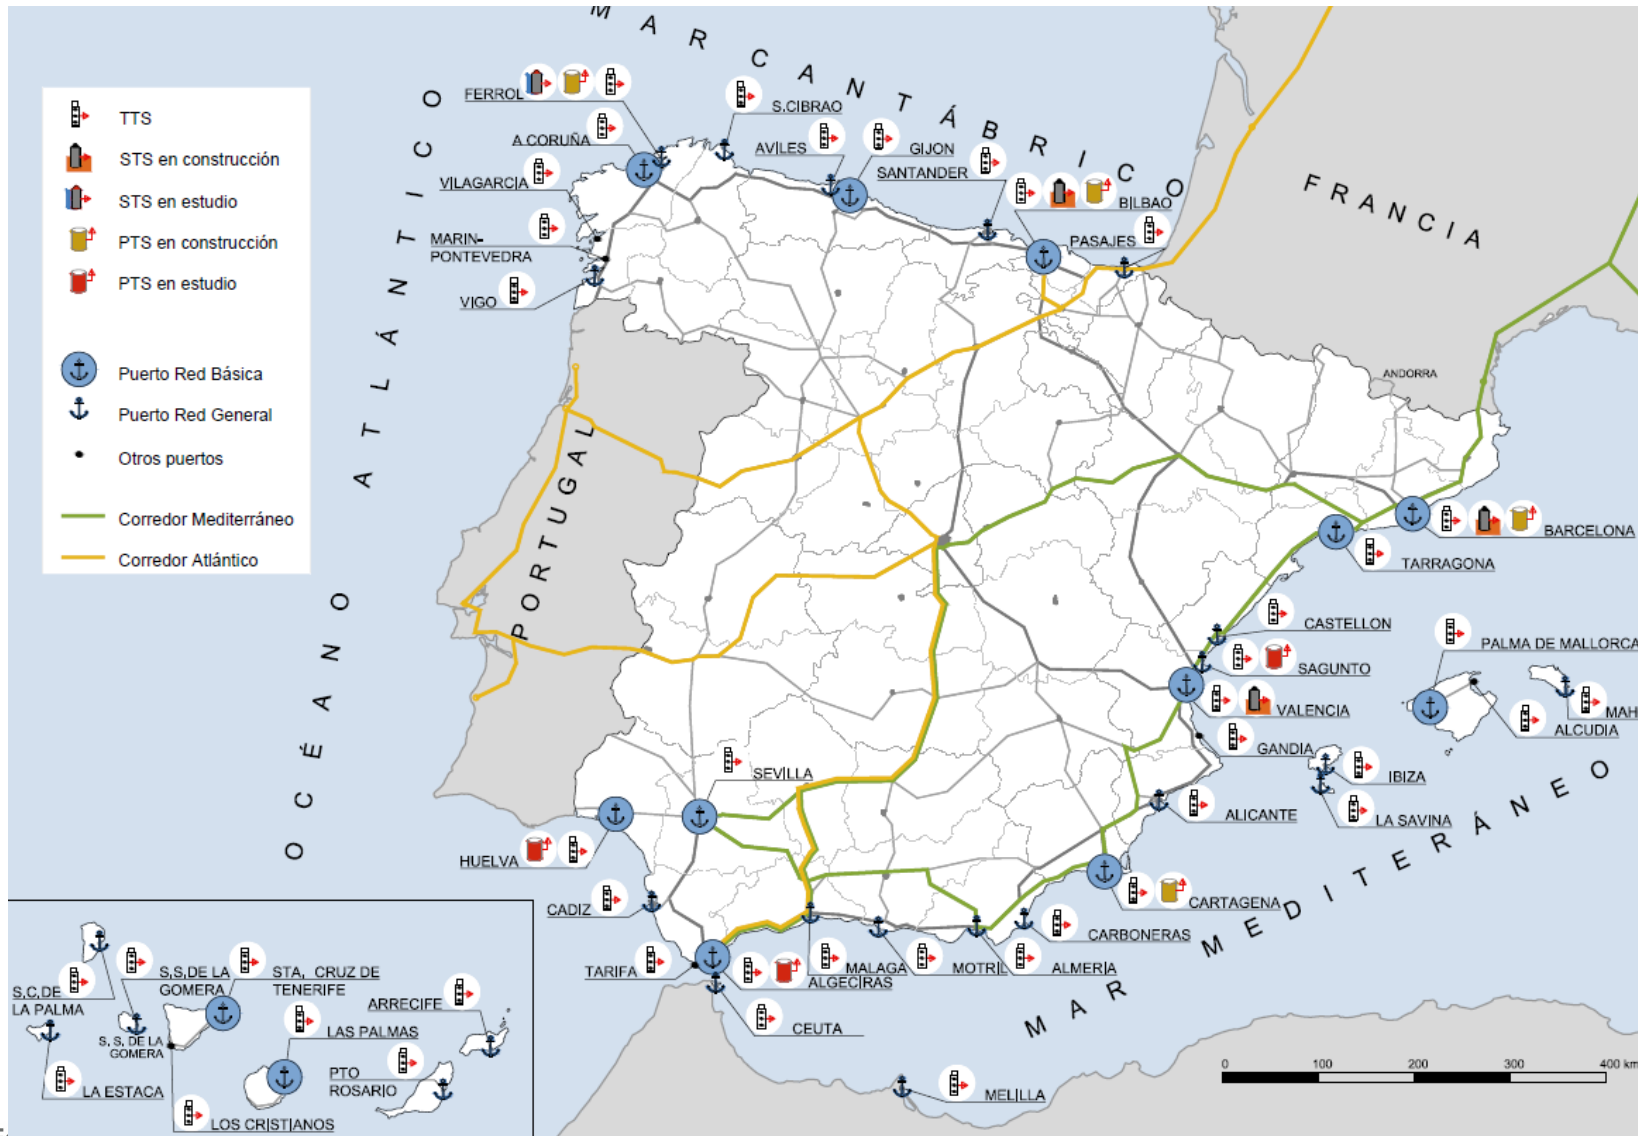 TTS
STS en construcción
STS en estudio
PTS en construcción
PTS en estudio
Puerto Red Básica
Puerto Red General
Otros puertos
Corredor Mediterráneo
Corredor Atlántico
MAR CANTÁBRICO
OCÉANO ATLÁNTICO
MAR MEDITERÁNEO
FRANCIA
PORTUGAL
ANDORRA
FERROL
S.CIBRAO
A CORUÑA
AVILES
GIJON
SANTANDER
VILAGARCIA
BILBAO
MARIN-
PONTEVEDRA
PASAJES
VIGO
BARCELONA
TARRAGONA
CASTELLON
SAGUNTO
PALMA DE MALLORCA
VALENCIA
MAH
ALCUDIA
GANDIA
IBIZA
SEVILLA
ALICANTE
LA SAVINA
HUELVA
CARTAGENA
CADIZ
CARBONERAS
TARIFA
MALAGA
MOTRIL
ALMERIA
ALGECIRAS
CEUTA
MELILLA
S.C.DE
LA PALMA
S.S.DE LA
GOMERA
STA. CRUZ DE
TENERIFE
ARRECIFE
LAS PALMAS
S. S. DE LA
GOMERA
PTO
ROSARIO
LA ESTACA
LOS CRISTIANOS
0 100 200 300 400 km